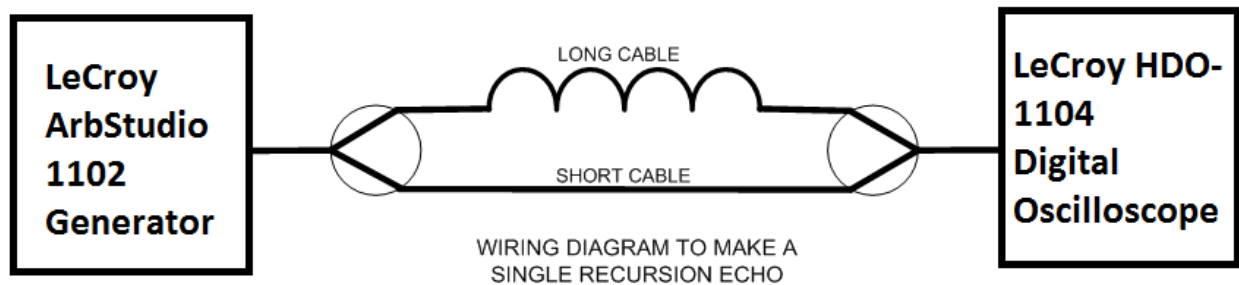 LeCroy
ArbStudio
1102
Generator
LONG CABLE
SHORT CABLE
WIRING DIAGRAM TO MAKE A
SINGLE RECURSION ECHO
LeCroy HDO-
1104
Digital
Oscilloscope